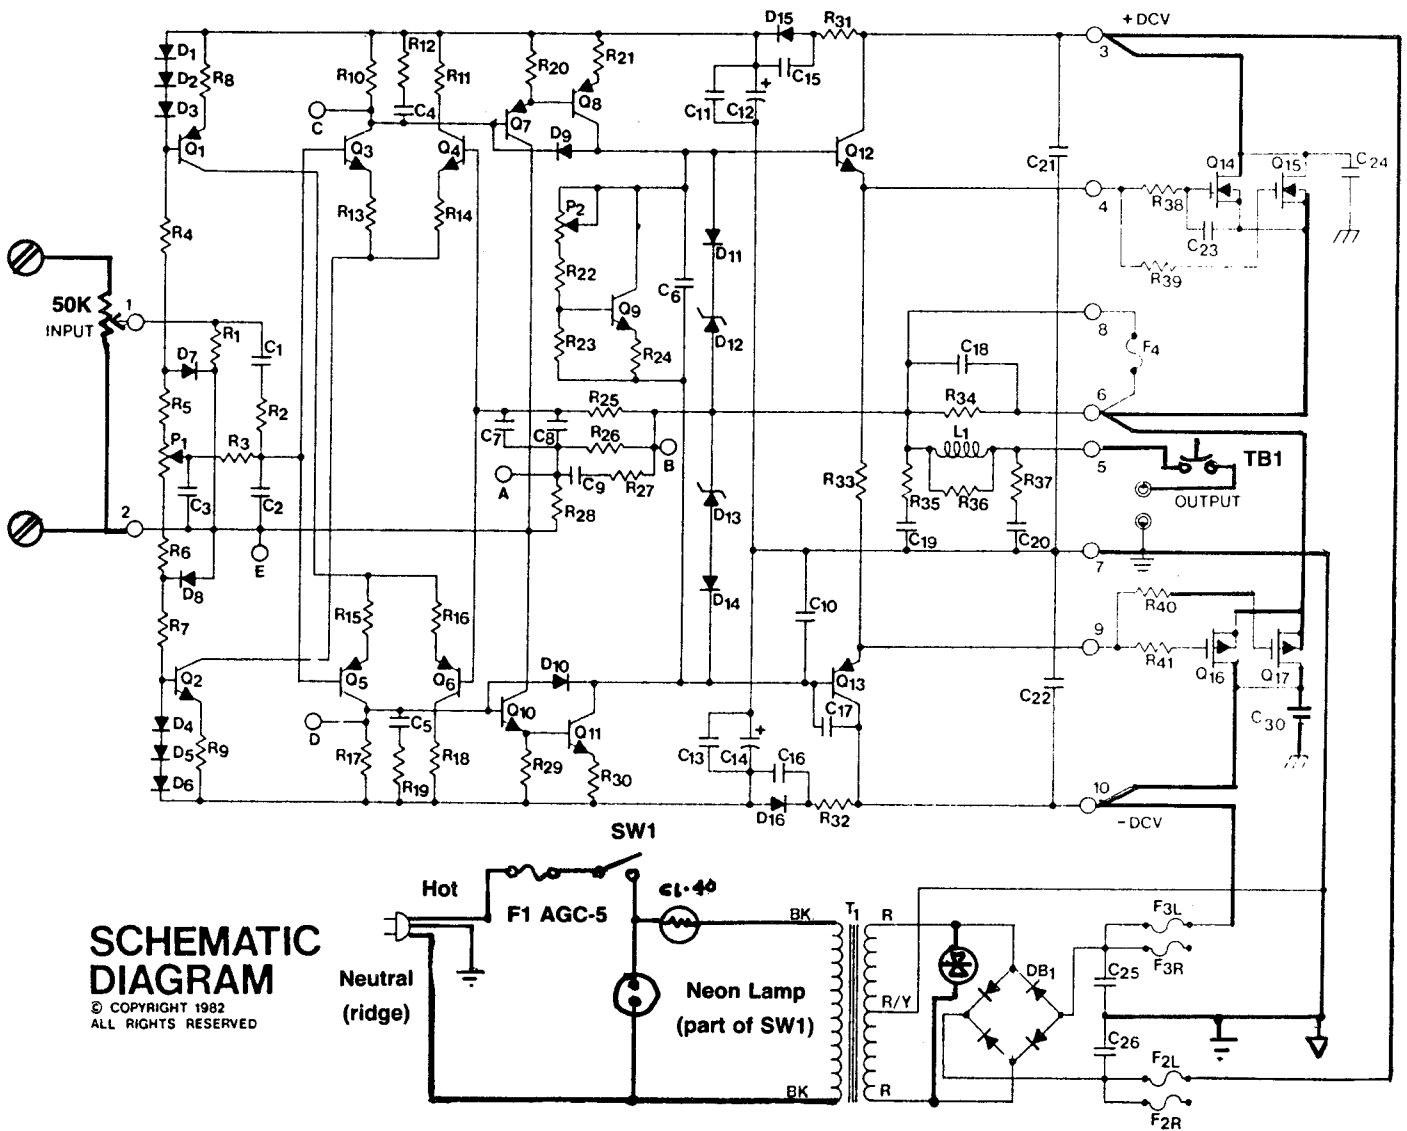 D15 R31 + DCV
3
D1 R12 R20 R21
D2 R8 R10 R11 C15
D3 C4 Q8 C11 C12
C Q7
Q1 Q3 Q4 D9 Q12 C21 Q14 Q15 C24
4 R38
R13 R14 P2 C23
R4 D11
R22 R39
C6
50K 1 Q9 8
INPUT R1 R23 D12 F4
C1 R24 C18
D7
R5 R2 R25 R34 6
P1 R3 C7 C8 R26 L1 TB1
B 5
A C9 R27 R33 R35 R36 R37 OUTPUT
C3 C2 R28 D13
2
R6 E C19 C20 7
D8 D14
R15 R16 C10 R40
R7 9
R41
Q2 Q5 Q6 D10 Q13 Q16 Q17
C22
Q10 C17
D4 D C5 Q11 C30
D5 R9 R17 R18 C13 C14 C16
D6 R19 R29 R30 10
D16 R32 - DCV
SW1
Hot CL-40
F1 AGC-5 BK T1 R F3L
SCHEMATIC
DIAGRAM
© COPYRIGHT 1982
ALL RIGHTS RESERVED
Neutral
(ridge)
Neon Lamp
(part of SW1)
R/Y DB1 F3R
C25
C26
F2L
BK R
F2R